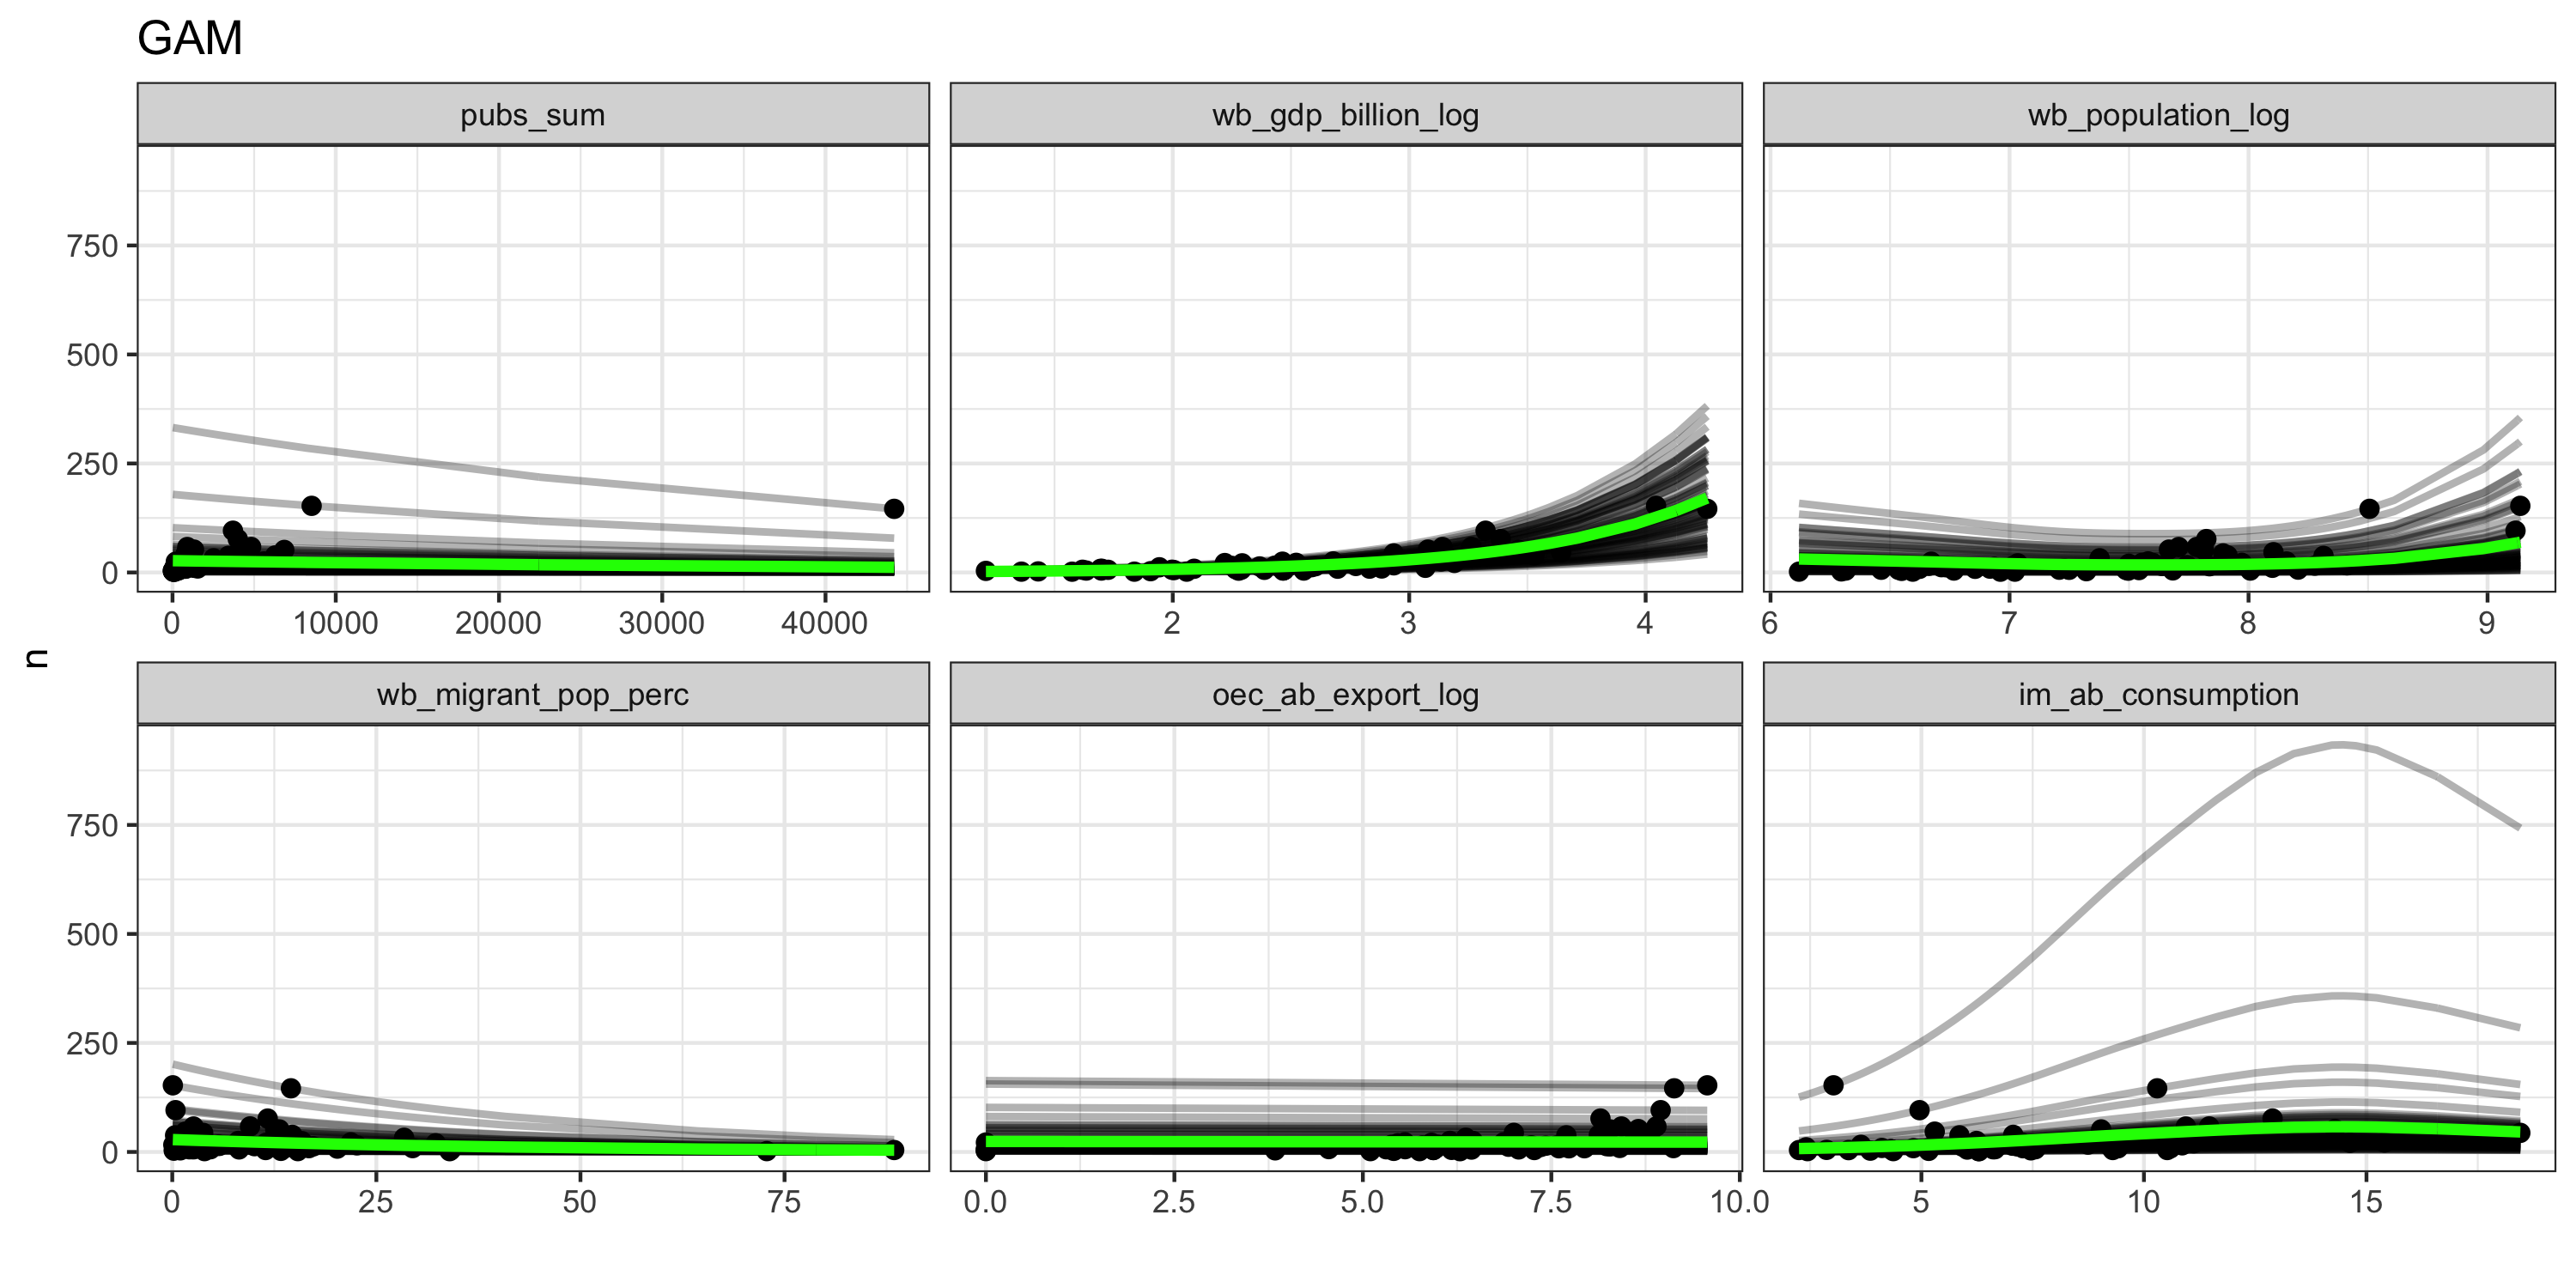 GAM
pubs_sum wb_gdp_billion_log wb_population_log
750
500
250
0
0 10000 20000 30000 40000 2 3 4 6 7 8 9
n
wb_migrant_pop_perc oec_ab_export_log im_ab_consumption
750
500
250
0
0 25 50 75 0.0 2.5 5.0 7.5 10.0 5 10 15